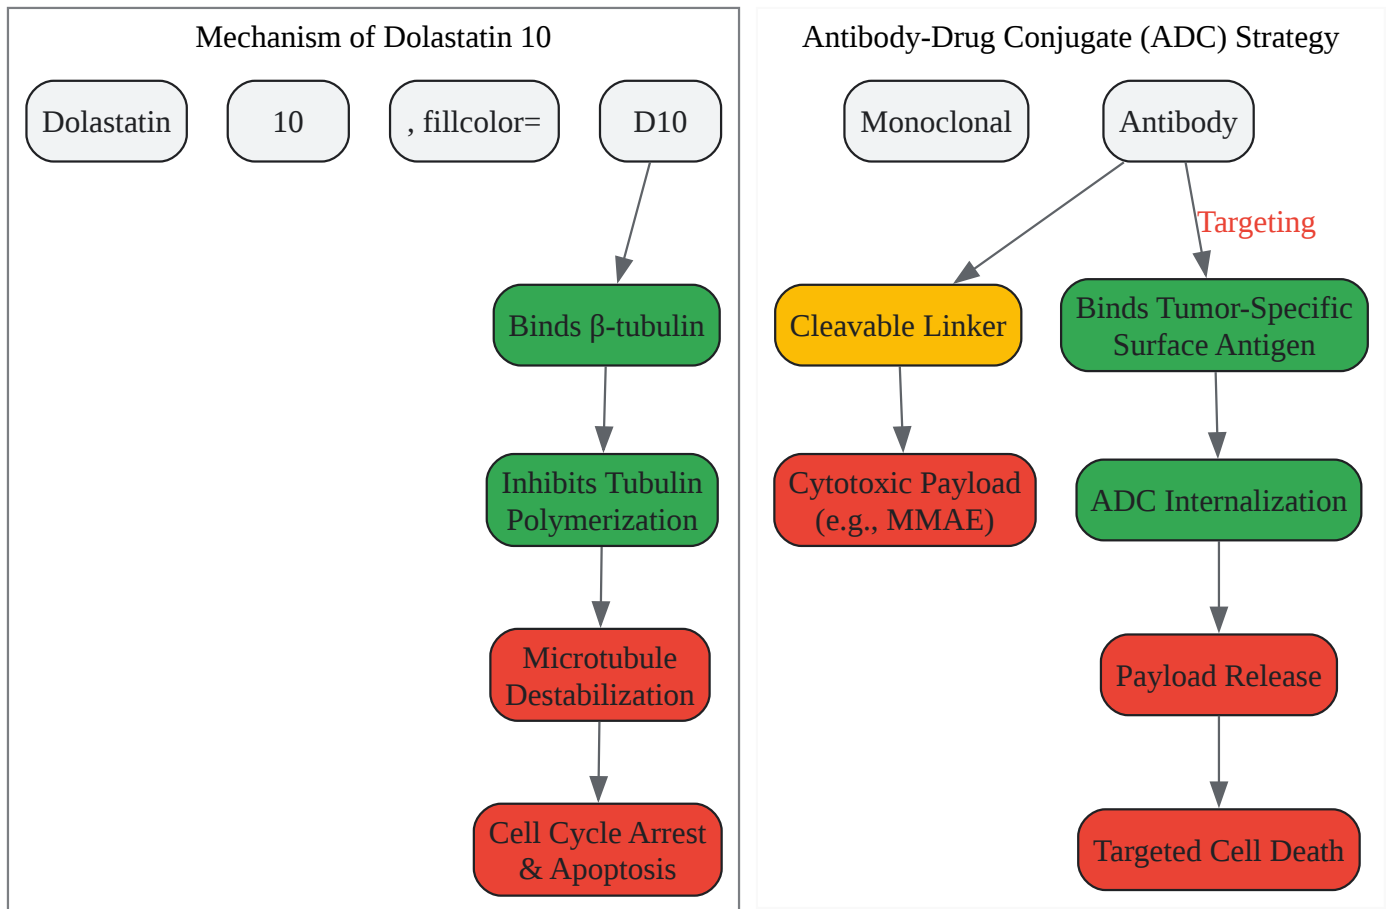 Mechanism of Dolastatin 10
Dolastatin
10
, fillcolor=
D10
Binds β-tubulin
Inhibits Tubulin
Polymerization
Microtubule
Destabilization
Cell Cycle Arrest
& Apoptosis
Antibody-Drug Conjugate (ADC) Strategy
Monoclonal
Antibody
Targeting
Cleavable Linker
Binds Tumor-Specific
Surface Antigen
Cytotoxic Payload
(e.g., MMAE)
ADC Internalization
Payload Release
Targeted Cell Death